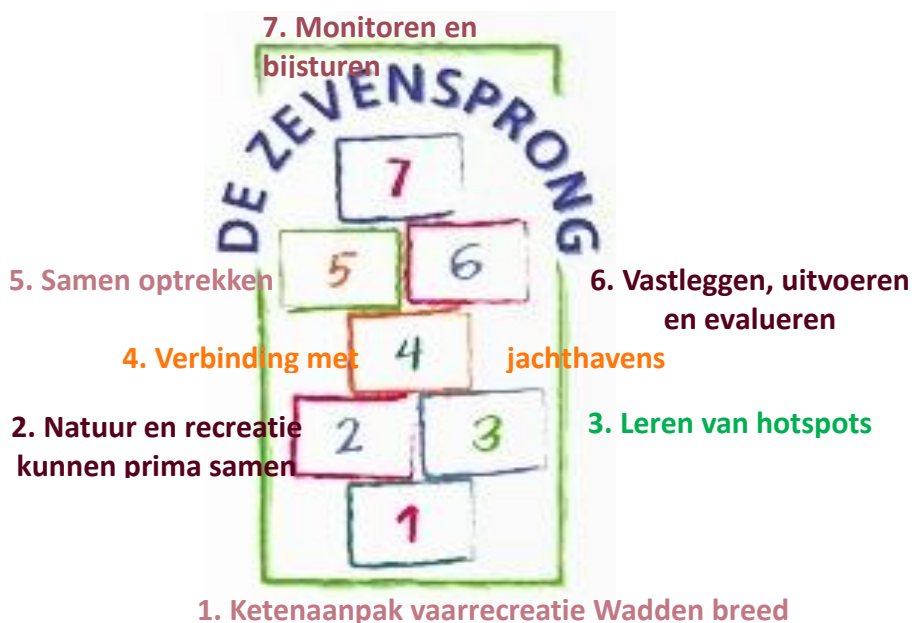 7. Monitoren en
bijsturen
DE ZEVENSPRONG
7
5
6
5. Samen optrekken
6. Vastleggen, uitvoeren
en evalueren
4
4. Verbinding met jachthavens
2. Natuur en recreatie
kunnen prima samen
2
3
3. Leren van hotspots
1
1. Ketenaanpak vaarrecreatie Wadden breed